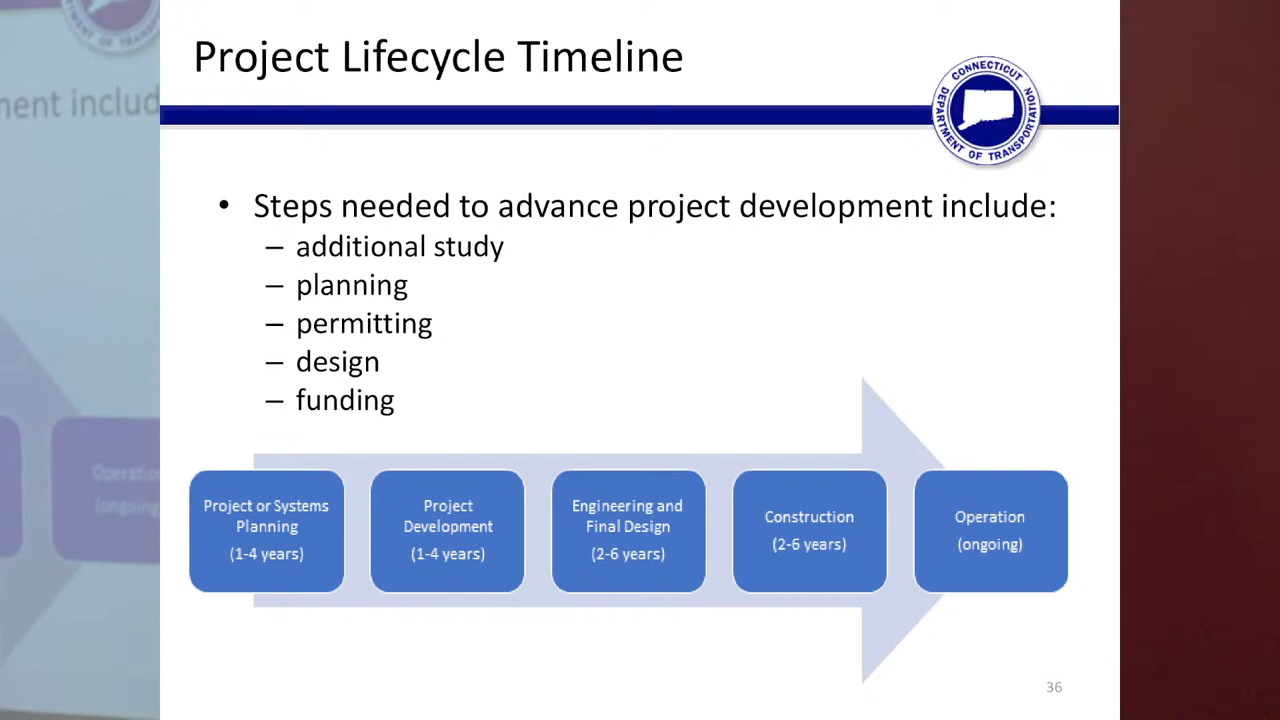 Project Lifecycle Timeline
CONNECTICUT
DEPARTMENT OF TRANSPORTATION
• Steps needed to advance project development include:
– additional study
– planning
– permitting
– design
– funding
Project or Systems
Planning
(1-4 years)
Project
Development
(1-4 years)
Engineering and
Final Design
(2-6 years)
Construction
(2-6 years)
Operation
(ongoing)
36